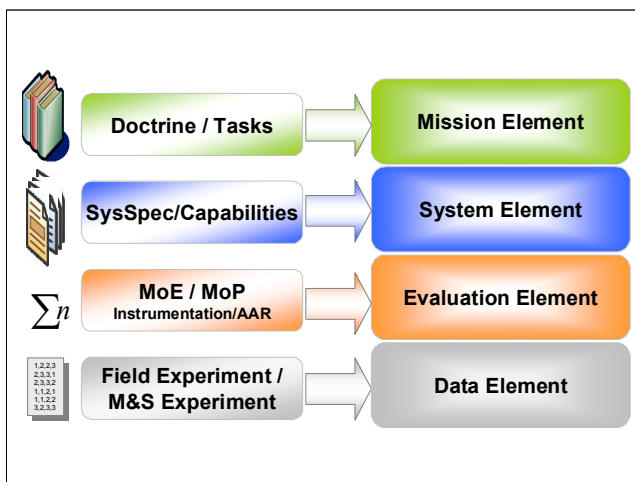 Doctrine / Tasks
Mission Element
SysSpec/Capabilities
System Element
∑n
MoE / MoP
Instrumentation/AAR
Evaluation Element
1,2,2,3
2,3,3,1
2,3,3,2
1,1,2,1
1,1,2,2
3,2,3,3
Field Experiment /
M&S Experiment
Data Element